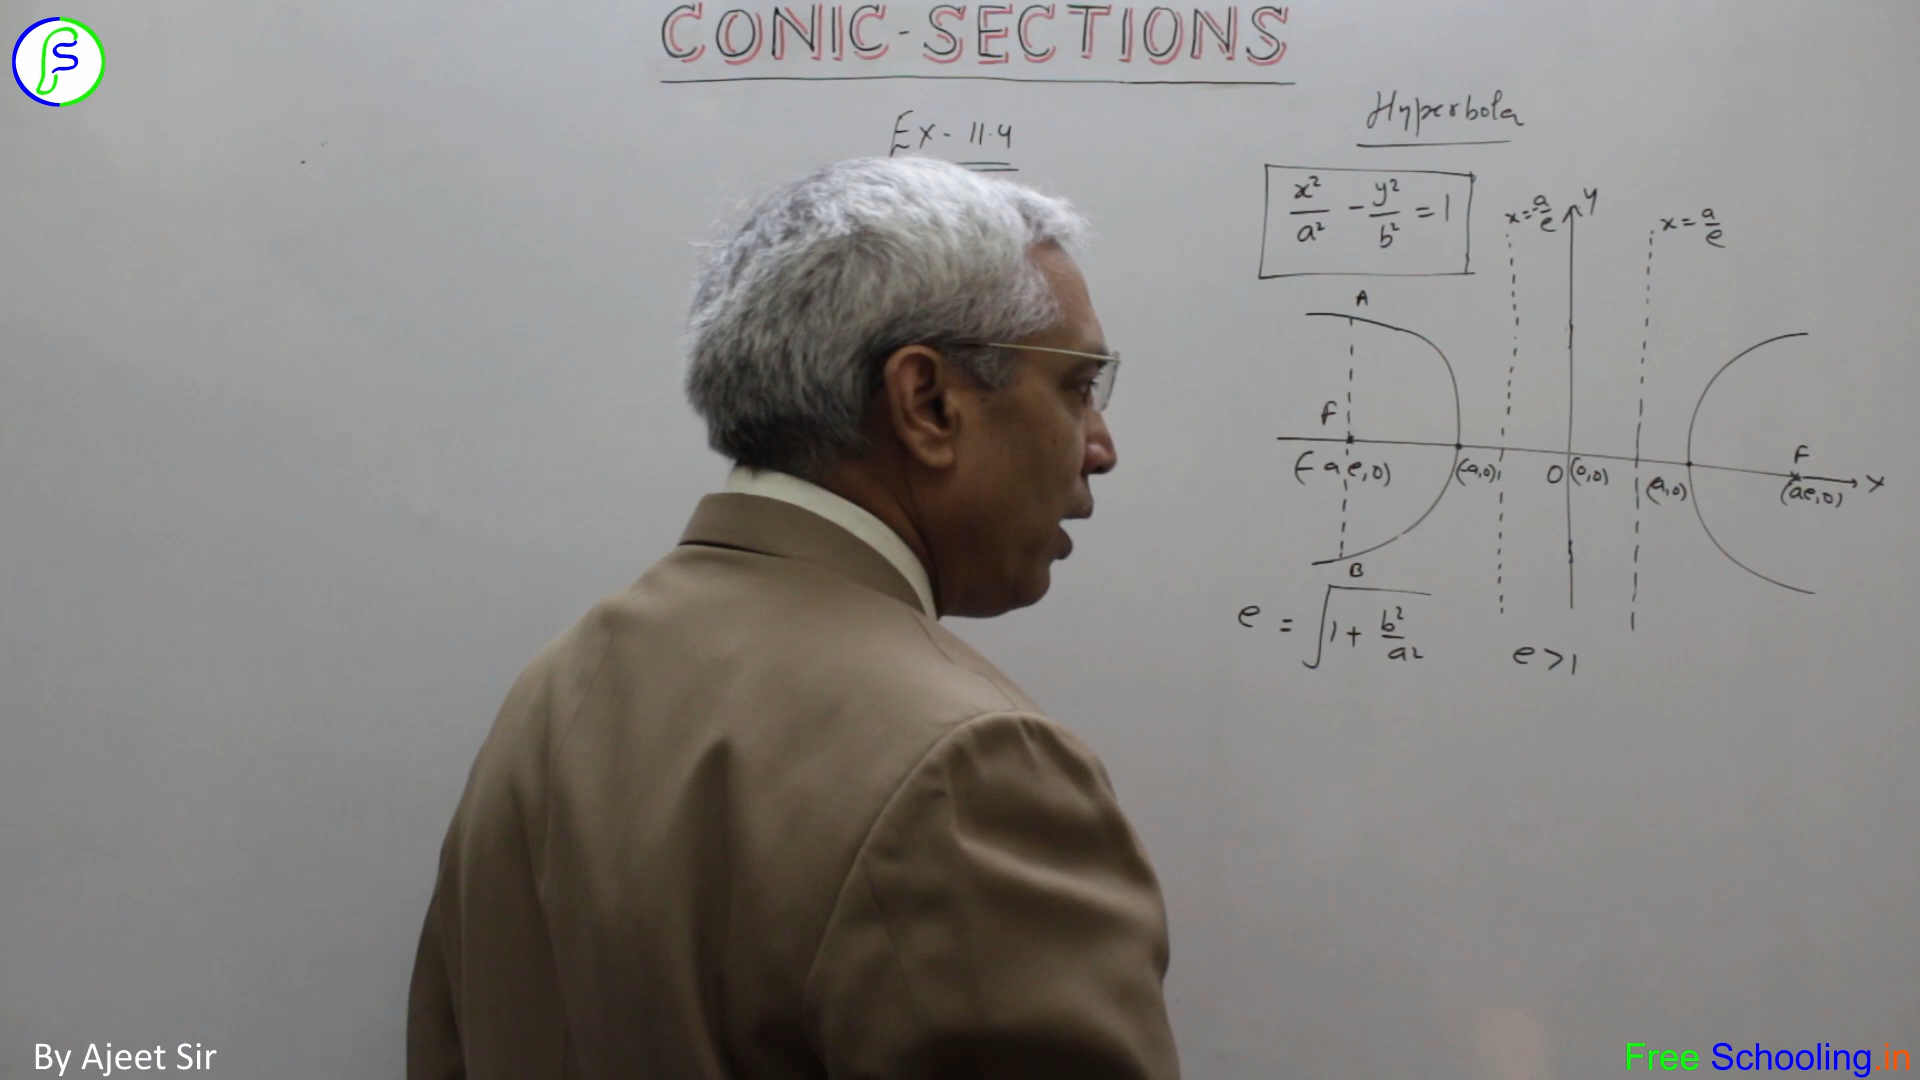 CONIC-SECTIONS
Ex - 11.4
Hyperbola
x²/a² - y²/b² = 1
x = -a/e
y
x = a/e
A
F
F
(-ae,0)
(-a,0)
O (0,0)
(a,0)
(ae,0)
X
B
e = √1 + b²/a²
e > 1
By Ajeet Sir
Free Schooling.in